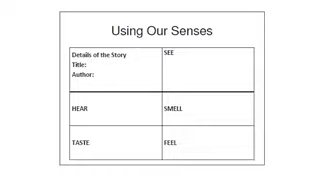 Using Our Senses
Details of the Story
Title:
Author:
SEE
HEAR
SMELL
TASTE
FEEL